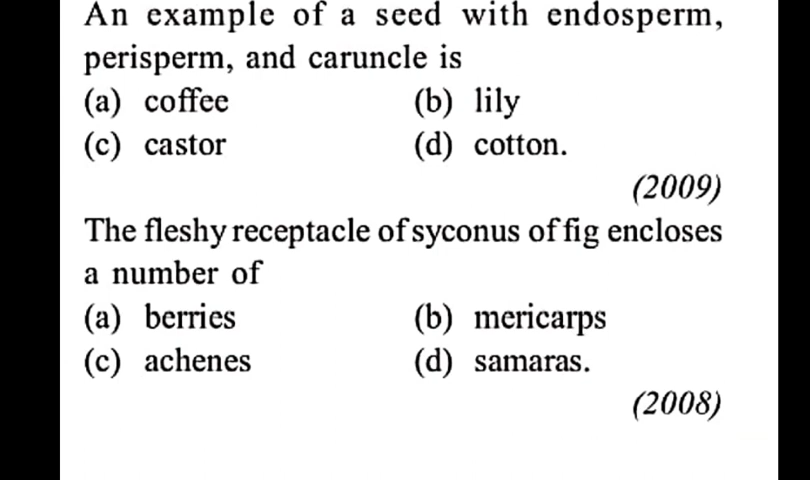 An example of a seed with endosperm,
perisperm, and caruncle is
(a) coffee (b) lily
(c) castor (d) cotton.
(2009)
The fleshy receptacle of syconus of fig encloses
a number of
(a) berries (b) mericarps
(c) achenes (d) samaras.
(2008)